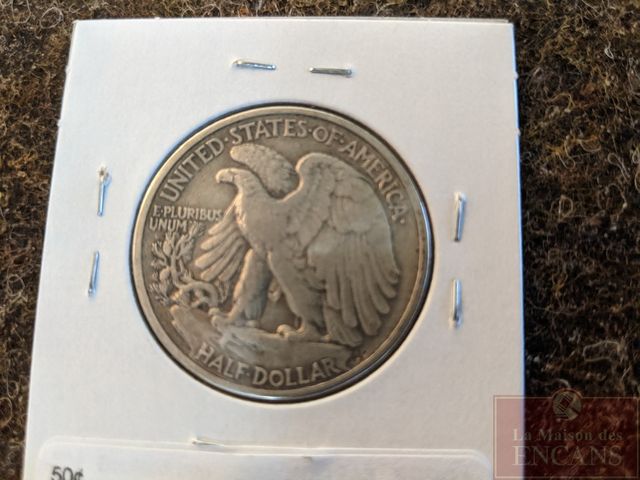 UNITED·STATES·OF·AMERICA·
E·PLURIBUS
UNUM
HALF·DOLLAR
50¢
La Maison des
ENCANS